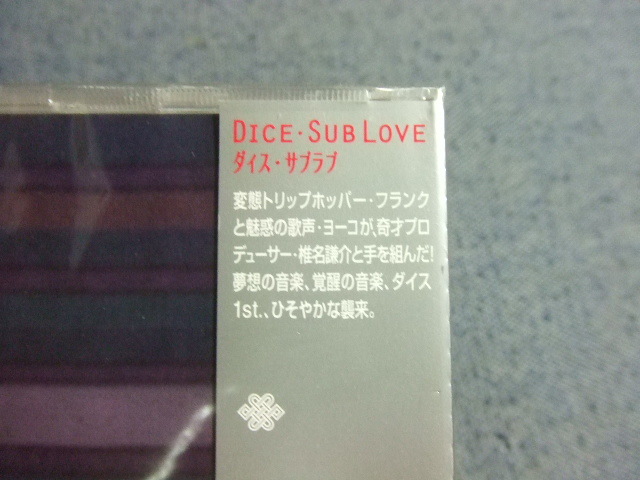 DICE・SUB LOVE
ダイス・サブラブ
変態トリップホッパー・フランク
と魅惑の歌声・ヨーコが、奇才プロ
デューサー・椎名謙介と手を組んだ!
夢想の音楽、覚醒の音楽、ダイス
1st.、ひそやかな襲来。